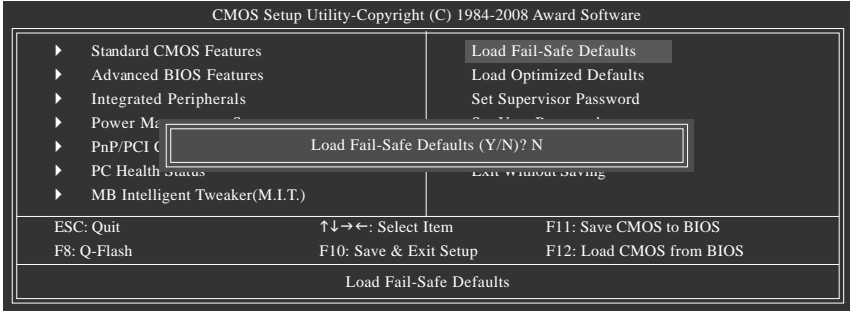 CMOS Setup Utility-Copyright (C) 1984-2008 Award Software
Standard CMOS Features
Advanced BIOS Features
Integrated Peripherals
Power
PnP/PCI
PC Health Status
MB Intelligent Tweaker(M.I.T.)
Load Fail-Safe Defaults
Load Optimized Defaults
Set Supervisor Password
Exit Without Saving
Load Fail-Safe Defaults (Y/N)? N
ESC: Quit ↑↓→←: Select Item F11: Save CMOS to BIOS
F8: Q-Flash F10: Save & Exit Setup F12: Load CMOS from BIOS
Load Fail-Safe Defaults